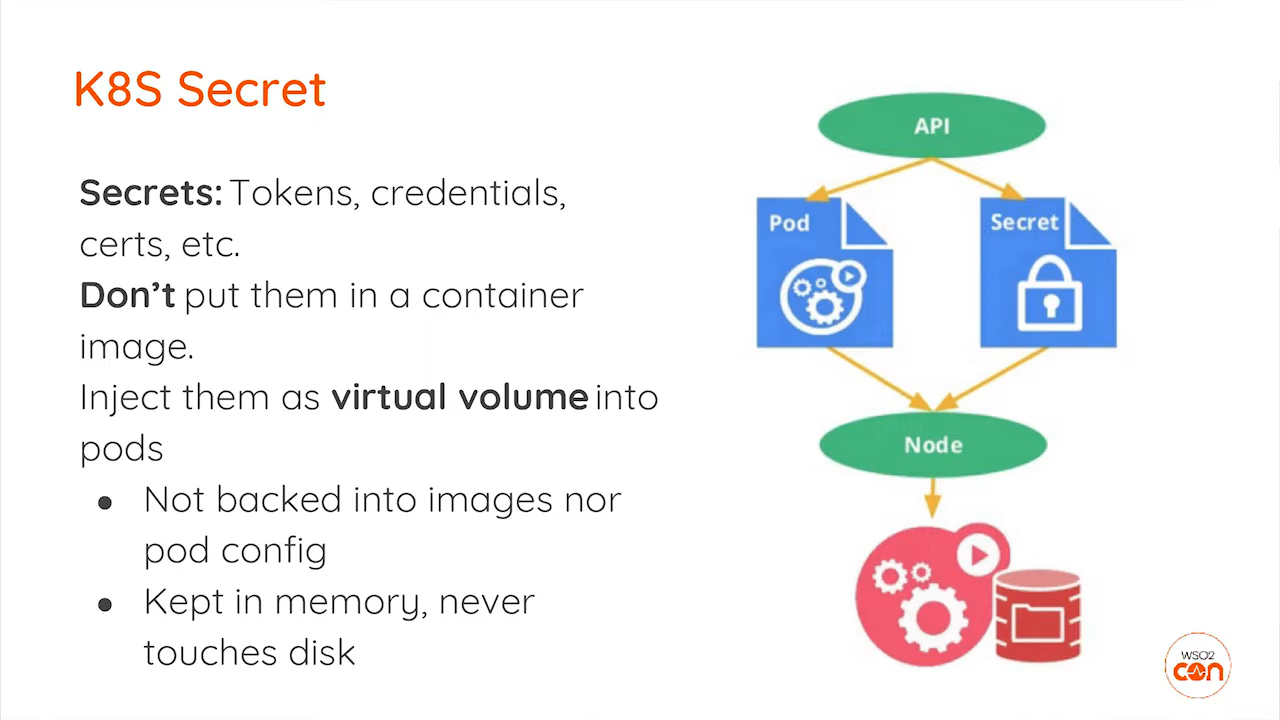 K8S Secret
Secrets: Tokens, credentials,
certs, etc.
Don't put them in a container
image.
Inject them as virtual volume into
pods
● Not backed into images nor
pod config
● Kept in memory, never
touches disk
API
Pod
Secret
Node
WSO2
con